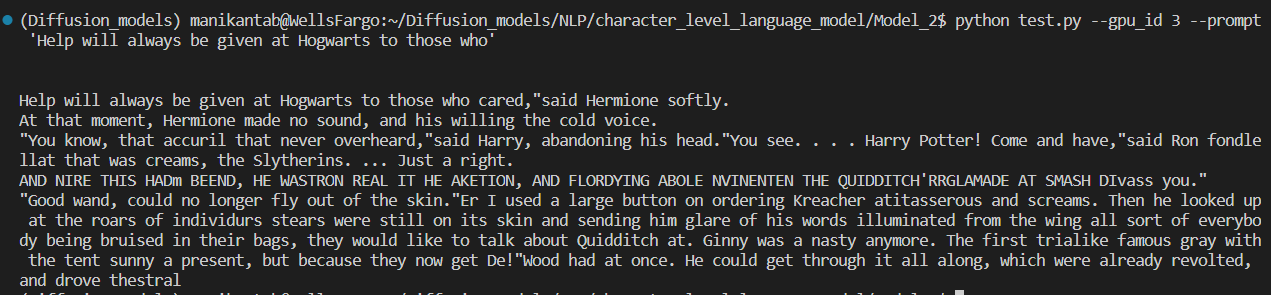 (Diffusion_models) manikantab@WellsFargo:~/Diffusion_models/NLP/character_level_language_model/Model_2$ python test.py --gpu_id 3 --prompt
'Help will always be given at Hogwarts to those who'
Help will always be given at Hogwarts to those who cared,"said Hermione softly.
At that moment, Hermione made no sound, and his willing the cold voice.
"You know, that accuril that never overheard,"said Harry, abandoning his head."You see. . . . Harry Potter! Come and have,"said Ron fondle
llat that was creams, the Slytherins. ... Just a right.
AND NIRE THIS HADm BEEND, HE WASTRON REAL IT HE AKETION, AND FLORDYING ABOLE NVINENTEN THE QUIDDITCH'RRGLAMADE AT SMASH DIvass you."
"Good wand, could no longer fly out of the skin."Er I used a large button on ordering Kreacher atitasserous and screams. Then he looked up
at the roars of individurs stears were still on its skin and sending him glare of his words illuminated from the wing all sort of everybo
dy being bruised in their bags, they would like to talk about Quidditch at. Ginny was a nasty anymore. The first trialike famous gray with
the tent sunny a present, but because they now get De!"Wood had at once. He could get through it all along, which were already revolted,
and drove thestral